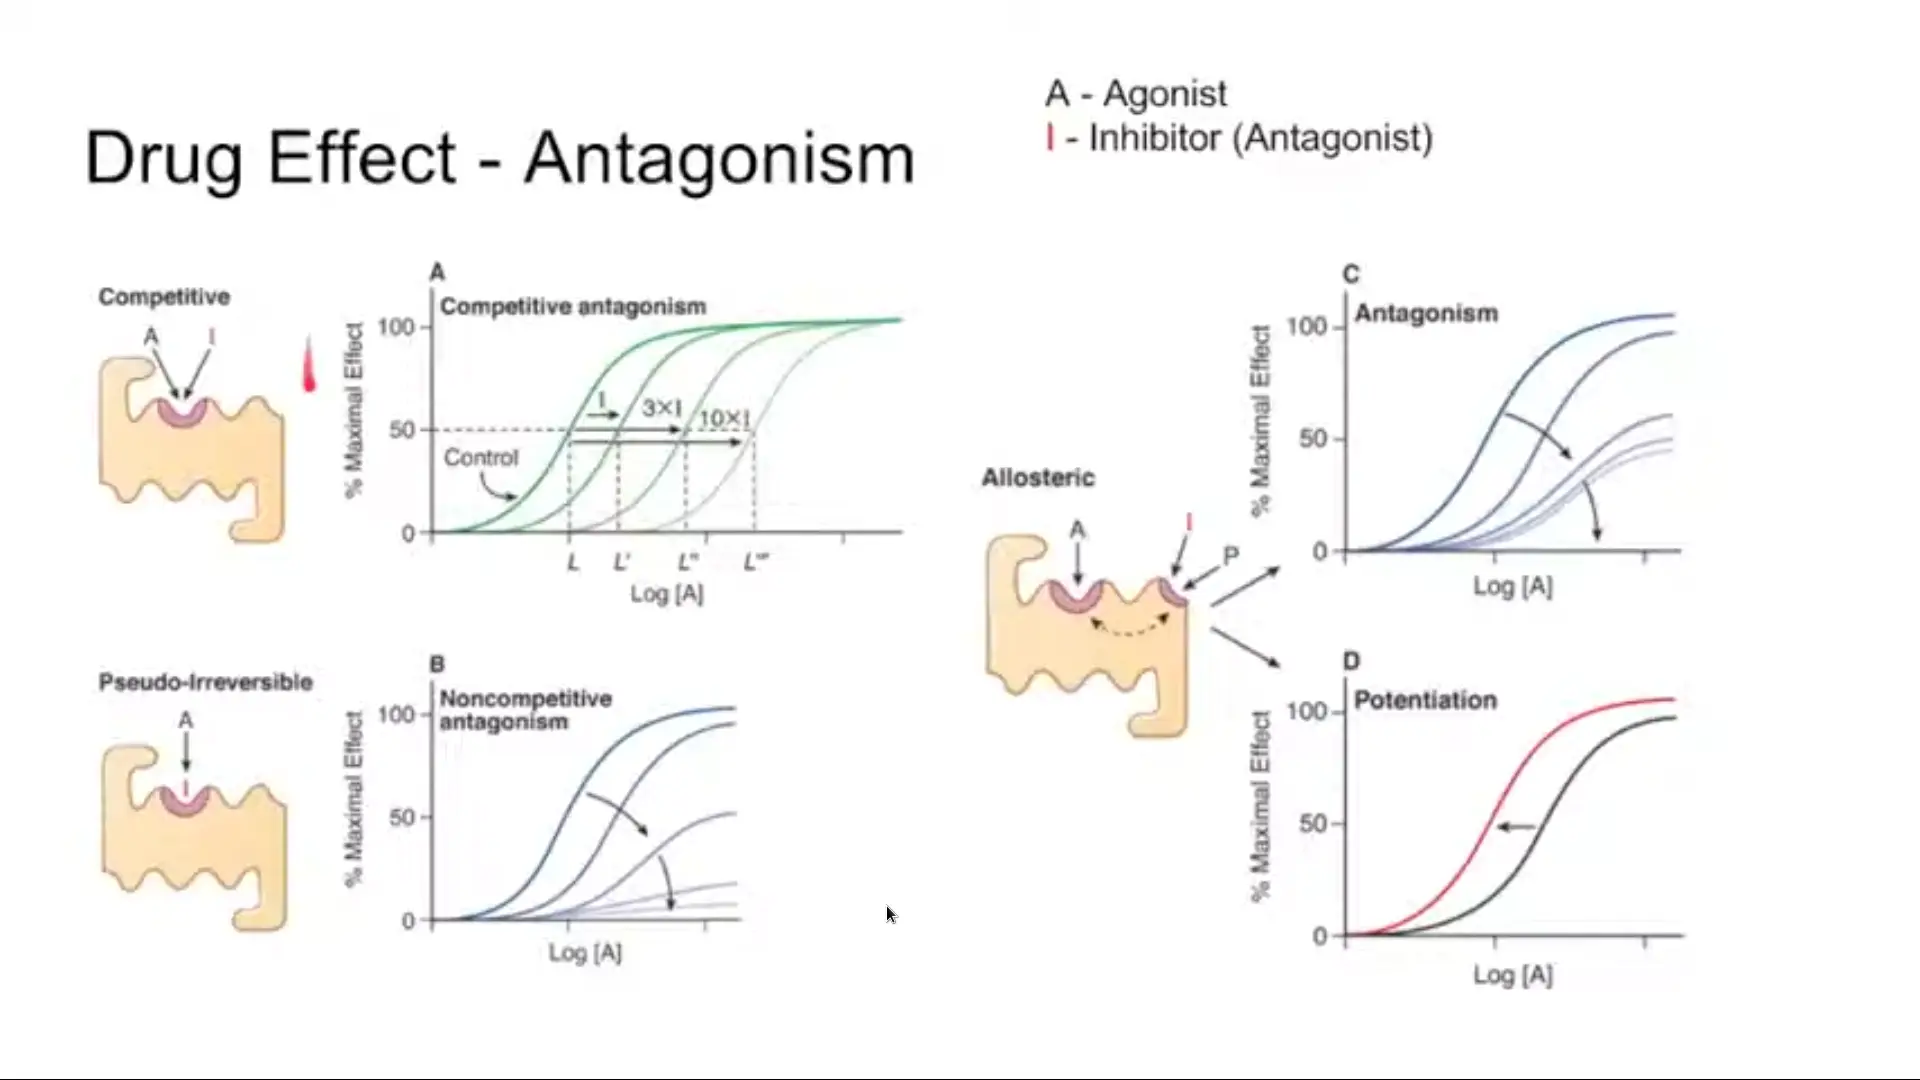 Drug Effect - Antagonism
A - Agonist
I - Inhibitor (Antagonist)
Competitive
A
I
A
Competitive antagonism
% Maximal Effect
100
50
0
Control
I
3×I
10×I
L
L'
L"
L"'
Log [A]
Pseudo-Irreversible
A
I
B
Noncompetitive
antagonism
% Maximal Effect
100
50
0
Log [A]
Allosteric
A
I
P
C
Antagonism
% Maximal Effect
100
50
0
Log [A]
D
Potentiation
% Maximal Effect
100
50
0
Log [A]